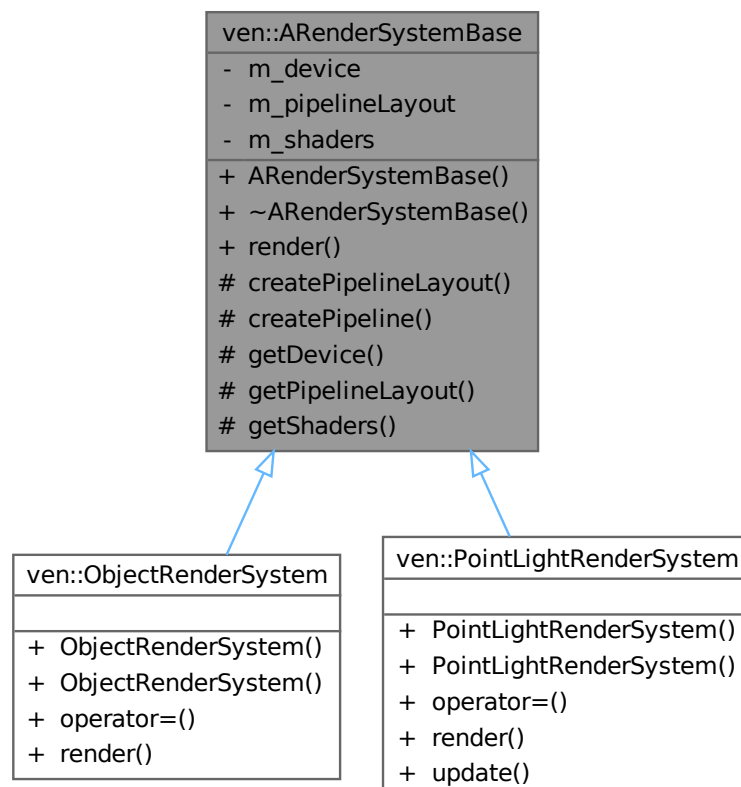 ven::ARenderSystemBase
- m_device
- m_pipelineLayout
- m_shaders
+ ARenderSystemBase()
+ ~ARenderSystemBase()
+ render()
# createPipelineLayout()
# createPipeline()
# getDevice()
# getPipelineLayout()
# getShaders()
ven::ObjectRenderSystem
+ ObjectRenderSystem()
+ ObjectRenderSystem()
+ operator=()
+ render()
ven::PointLightRenderSystem
+ PointLightRenderSystem()
+ PointLightRenderSystem()
+ operator=()
+ render()
+ update()